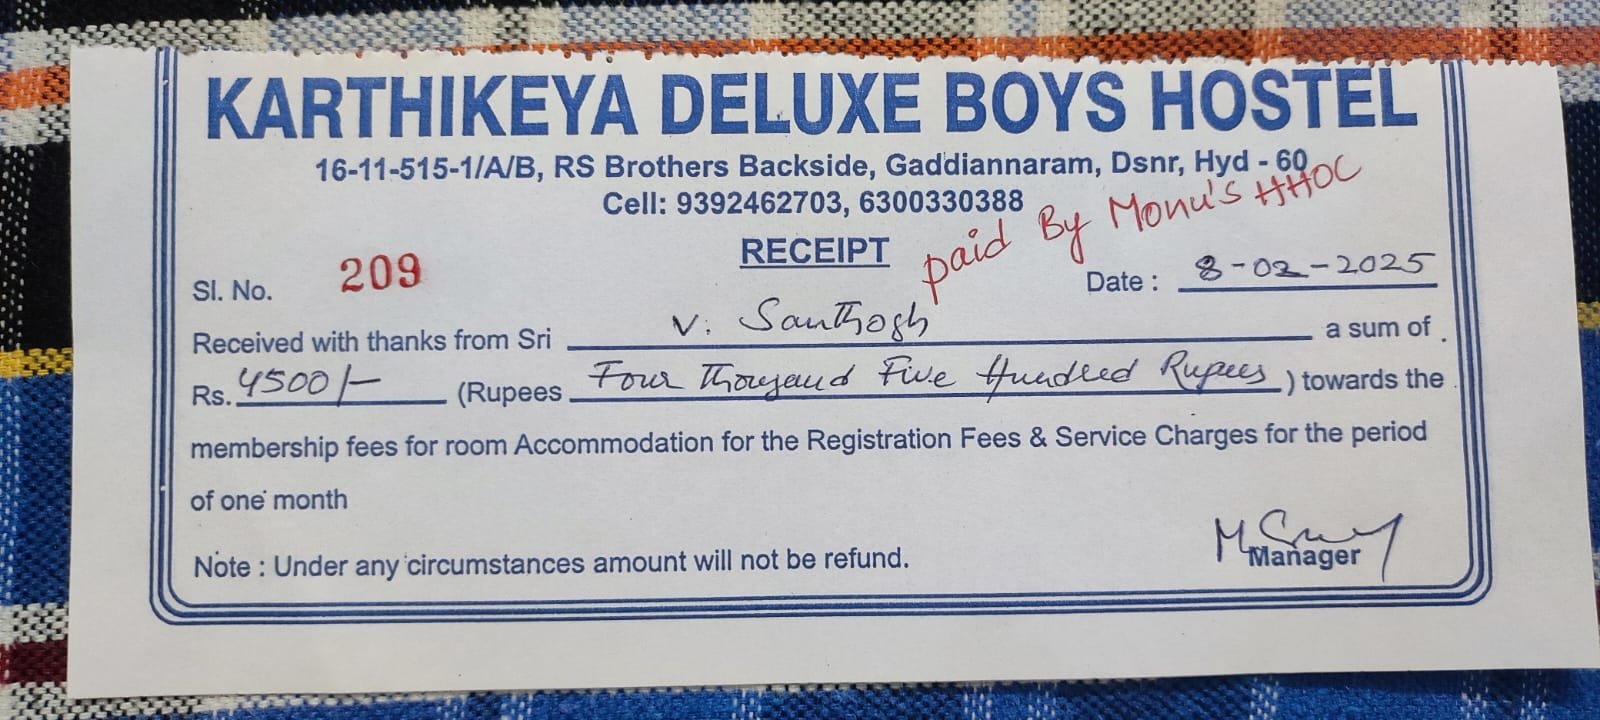 KARTHIKEYA DELUXE BOYS HOSTEL
16-11-515-1/A/B, RS Brothers Backside, Gaddiannaram, Dsnr, Hyd - 60
Cell: 9392462703, 6300330388
paid By Monu's HHOC
RECEIPT
Sl. No. 209 Date : 8-02-2025
Received with thanks from Sri V. Santhosh a sum of
Rs. 4500/- (Rupees Four Thousand Five Hundred Rupees ) towards the
membership fees for room Accommodation for the Registration Fees & Service Charges for the period
of one month
Note : Under any circumstances amount will not be refund.
Manager